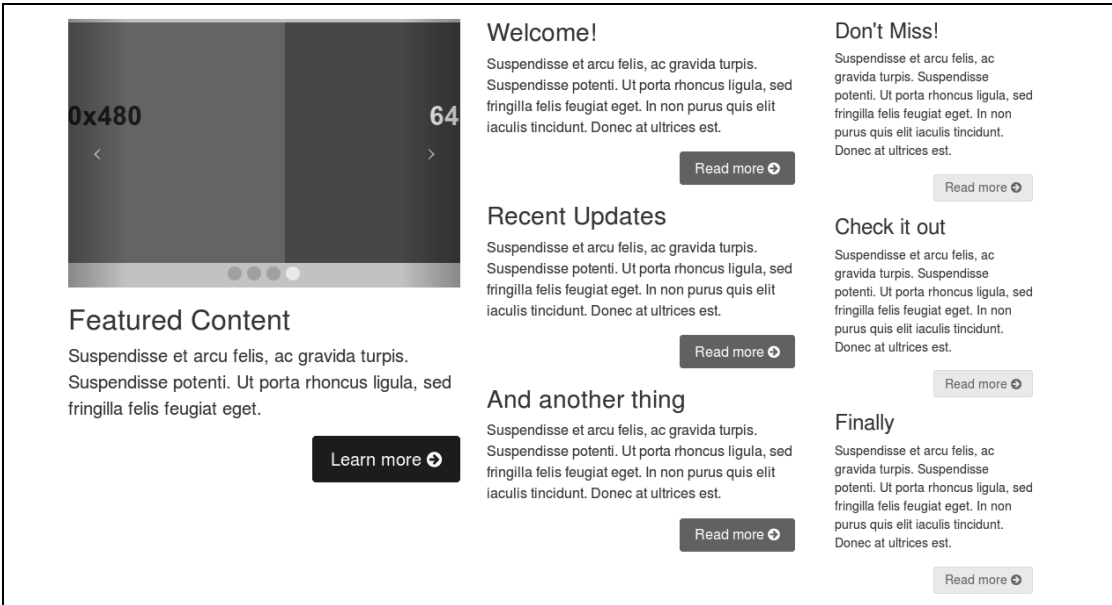 0x480
64
Featured Content
Suspendisse et arcu felis, ac gravida turpis.
Suspendisse potenti. Ut porta rhoncus ligula, sed
fringilla felis feugiat eget.
Learn more
Welcome!
Suspendisse et arcu felis, ac gravida turpis.
Suspendisse potenti. Ut porta rhoncus ligula, sed
fringilla felis feugiat eget. In non purus quis elit
iaculis tincidunt. Donec at ultrices est.
Read more
Recent Updates
Suspendisse et arcu felis, ac gravida turpis.
Suspendisse potenti. Ut porta rhoncus ligula, sed
fringilla felis feugiat eget. In non purus quis elit
iaculis tincidunt. Donec at ultrices est.
Read more
And another thing
Suspendisse et arcu felis, ac gravida turpis.
Suspendisse potenti. Ut porta rhoncus ligula, sed
fringilla felis feugiat eget. In non purus quis elit
iaculis tincidunt. Donec at ultrices est.
Read more
Don't Miss!
Suspendisse et arcu felis, ac
gravida turpis. Suspendisse
potenti. Ut porta rhoncus ligula, sed
fringilla felis feugiat eget. In non
purus quis elit iaculis tincidunt.
Donec at ultrices est.
Read more
Check it out
Suspendisse et arcu felis, ac
gravida turpis. Suspendisse
potenti. Ut porta rhoncus ligula, sed
fringilla felis feugiat eget. In non
purus quis elit iaculis tincidunt.
Donec at ultrices est.
Read more
Finally
Suspendisse et arcu felis, ac
gravida turpis. Suspendisse
potenti. Ut porta rhoncus ligula, sed
fringilla felis feugiat eget. In non
purus quis elit iaculis tincidunt.
Donec at ultrices est.
Read more